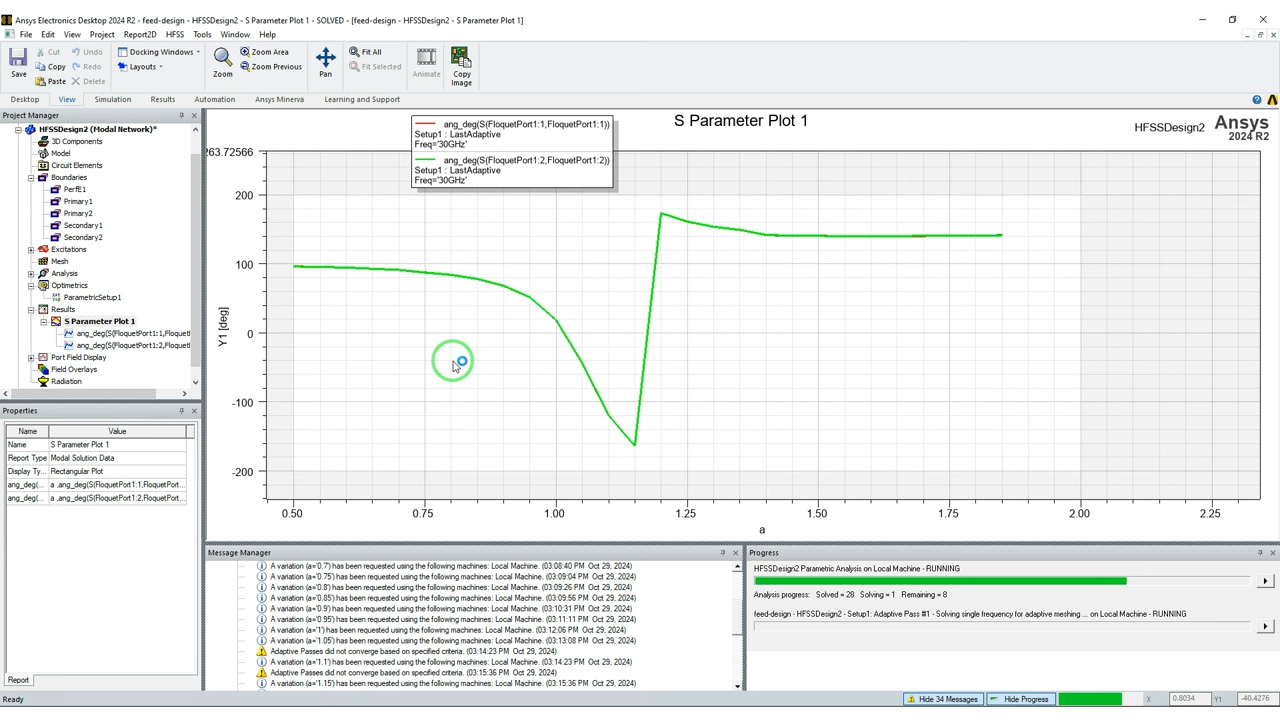 Ansys Electronics Desktop 2024 R2 - feed-design - HFSSDesign2 - S Parameter Plot 1 - SOLVED - [feed-design - HFSSDesign2 - S Parameter Plot 1]
File Edit View Project Report2D HFSS Tools Window Help
Save
Cut
Copy
Paste
Undo
Redo
Delete
Docking Windows
Layouts
Zoom
Zoom Area
Zoom Previous
Pan
Fit All
Fit Selected
Animate
Copy
Image
Desktop View Simulation Results Automation Ansys Minerva Learning and Support
Project Manager
HFSSDesign2 (Modal Network)*
3D Components
Model
Circuit Elements
Boundaries
PerfE1
Primary1
Primary2
Secondary1
Secondary2
Excitations
Mesh
Analysis
Optimetrics
ParametricSetup1
Results
S Parameter Plot 1
ang_deg(S(FloquetPort1:1,Floquet
ang_deg(S(FloquetPort1:2,Floquet
Port Field Display
Field Overlays
Radiation
Properties
Name Value
Name S Parameter Plot 1
Report Type Modal Solution Data
Display Ty... Rectangular Plot
ang_deg(... a ,ang_deg(S(FloquetPort1:1,FloquetPort...
ang_deg(... a ,ang_deg(S(FloquetPort1:2,FloquetPort...
Report
S Parameter Plot 1
HFSSDesign2
Ansys
2024 R2
ang_deg(S(FloquetPort1:1,FloquetPort1:1))
Setup1 : LastAdaptive
Freq='30GHz'
ang_deg(S(FloquetPort1:2,FloquetPort1:2))
Setup1 : LastAdaptive
Freq='30GHz'
63.72566
200
100
0
-100
-200
Y1 [deg]
0.50 0.75 1.00 1.25 1.50 1.75 2.00 2.25
a
Message Manager
A variation (a='0.7') has been requested using the following machines: Local Machine. (03:08:40 PM Oct 29, 2024)
A variation (a='0.75') has been requested using the following machines: Local Machine. (03:09:04 PM Oct 29, 2024)
A variation (a='0.8') has been requested using the following machines: Local Machine. (03:09:26 PM Oct 29, 2024)
A variation (a='0.85') has been requested using the following machines: Local Machine. (03:09:56 PM Oct 29, 2024)
A variation (a='0.9') has been requested using the following machines: Local Machine. (03:10:31 PM Oct 29, 2024)
A variation (a='0.95') has been requested using the following machines: Local Machine. (03:11:11 PM Oct 29, 2024)
A variation (a='1') has been requested using the following machines: Local Machine. (03:12:06 PM Oct 29, 2024)
A variation (a='1.05') has been requested using the following machines: Local Machine. (03:13:08 PM Oct 29, 2024)
Adaptive Passes did not converge based on specified criteria. (03:14:23 PM Oct 29, 2024)
A variation (a='1.1') has been requested using the following machines: Local Machine. (03:14:23 PM Oct 29, 2024)
Adaptive Passes did not converge based on specified criteria. (03:15:36 PM Oct 29, 2024)
A variation (a='1.15') has been requested using the following machines: Local Machine. (03:15:36 PM Oct 29, 2024)
Progress
HFSSDesign2 Parametric Analysis on Local Machine - RUNNING
Analysis progress: Solved = 28 Solving = 1 Remaining = 8
feed-design - HFSSDesign2 - Setup1: Adaptive Pass #1 - Solving single frequency for adaptive meshing ... on Local Machine - RUNNING
Ready
Hide 34 Messages
Hide Progress
X 0.8034 Y1 -40.4276